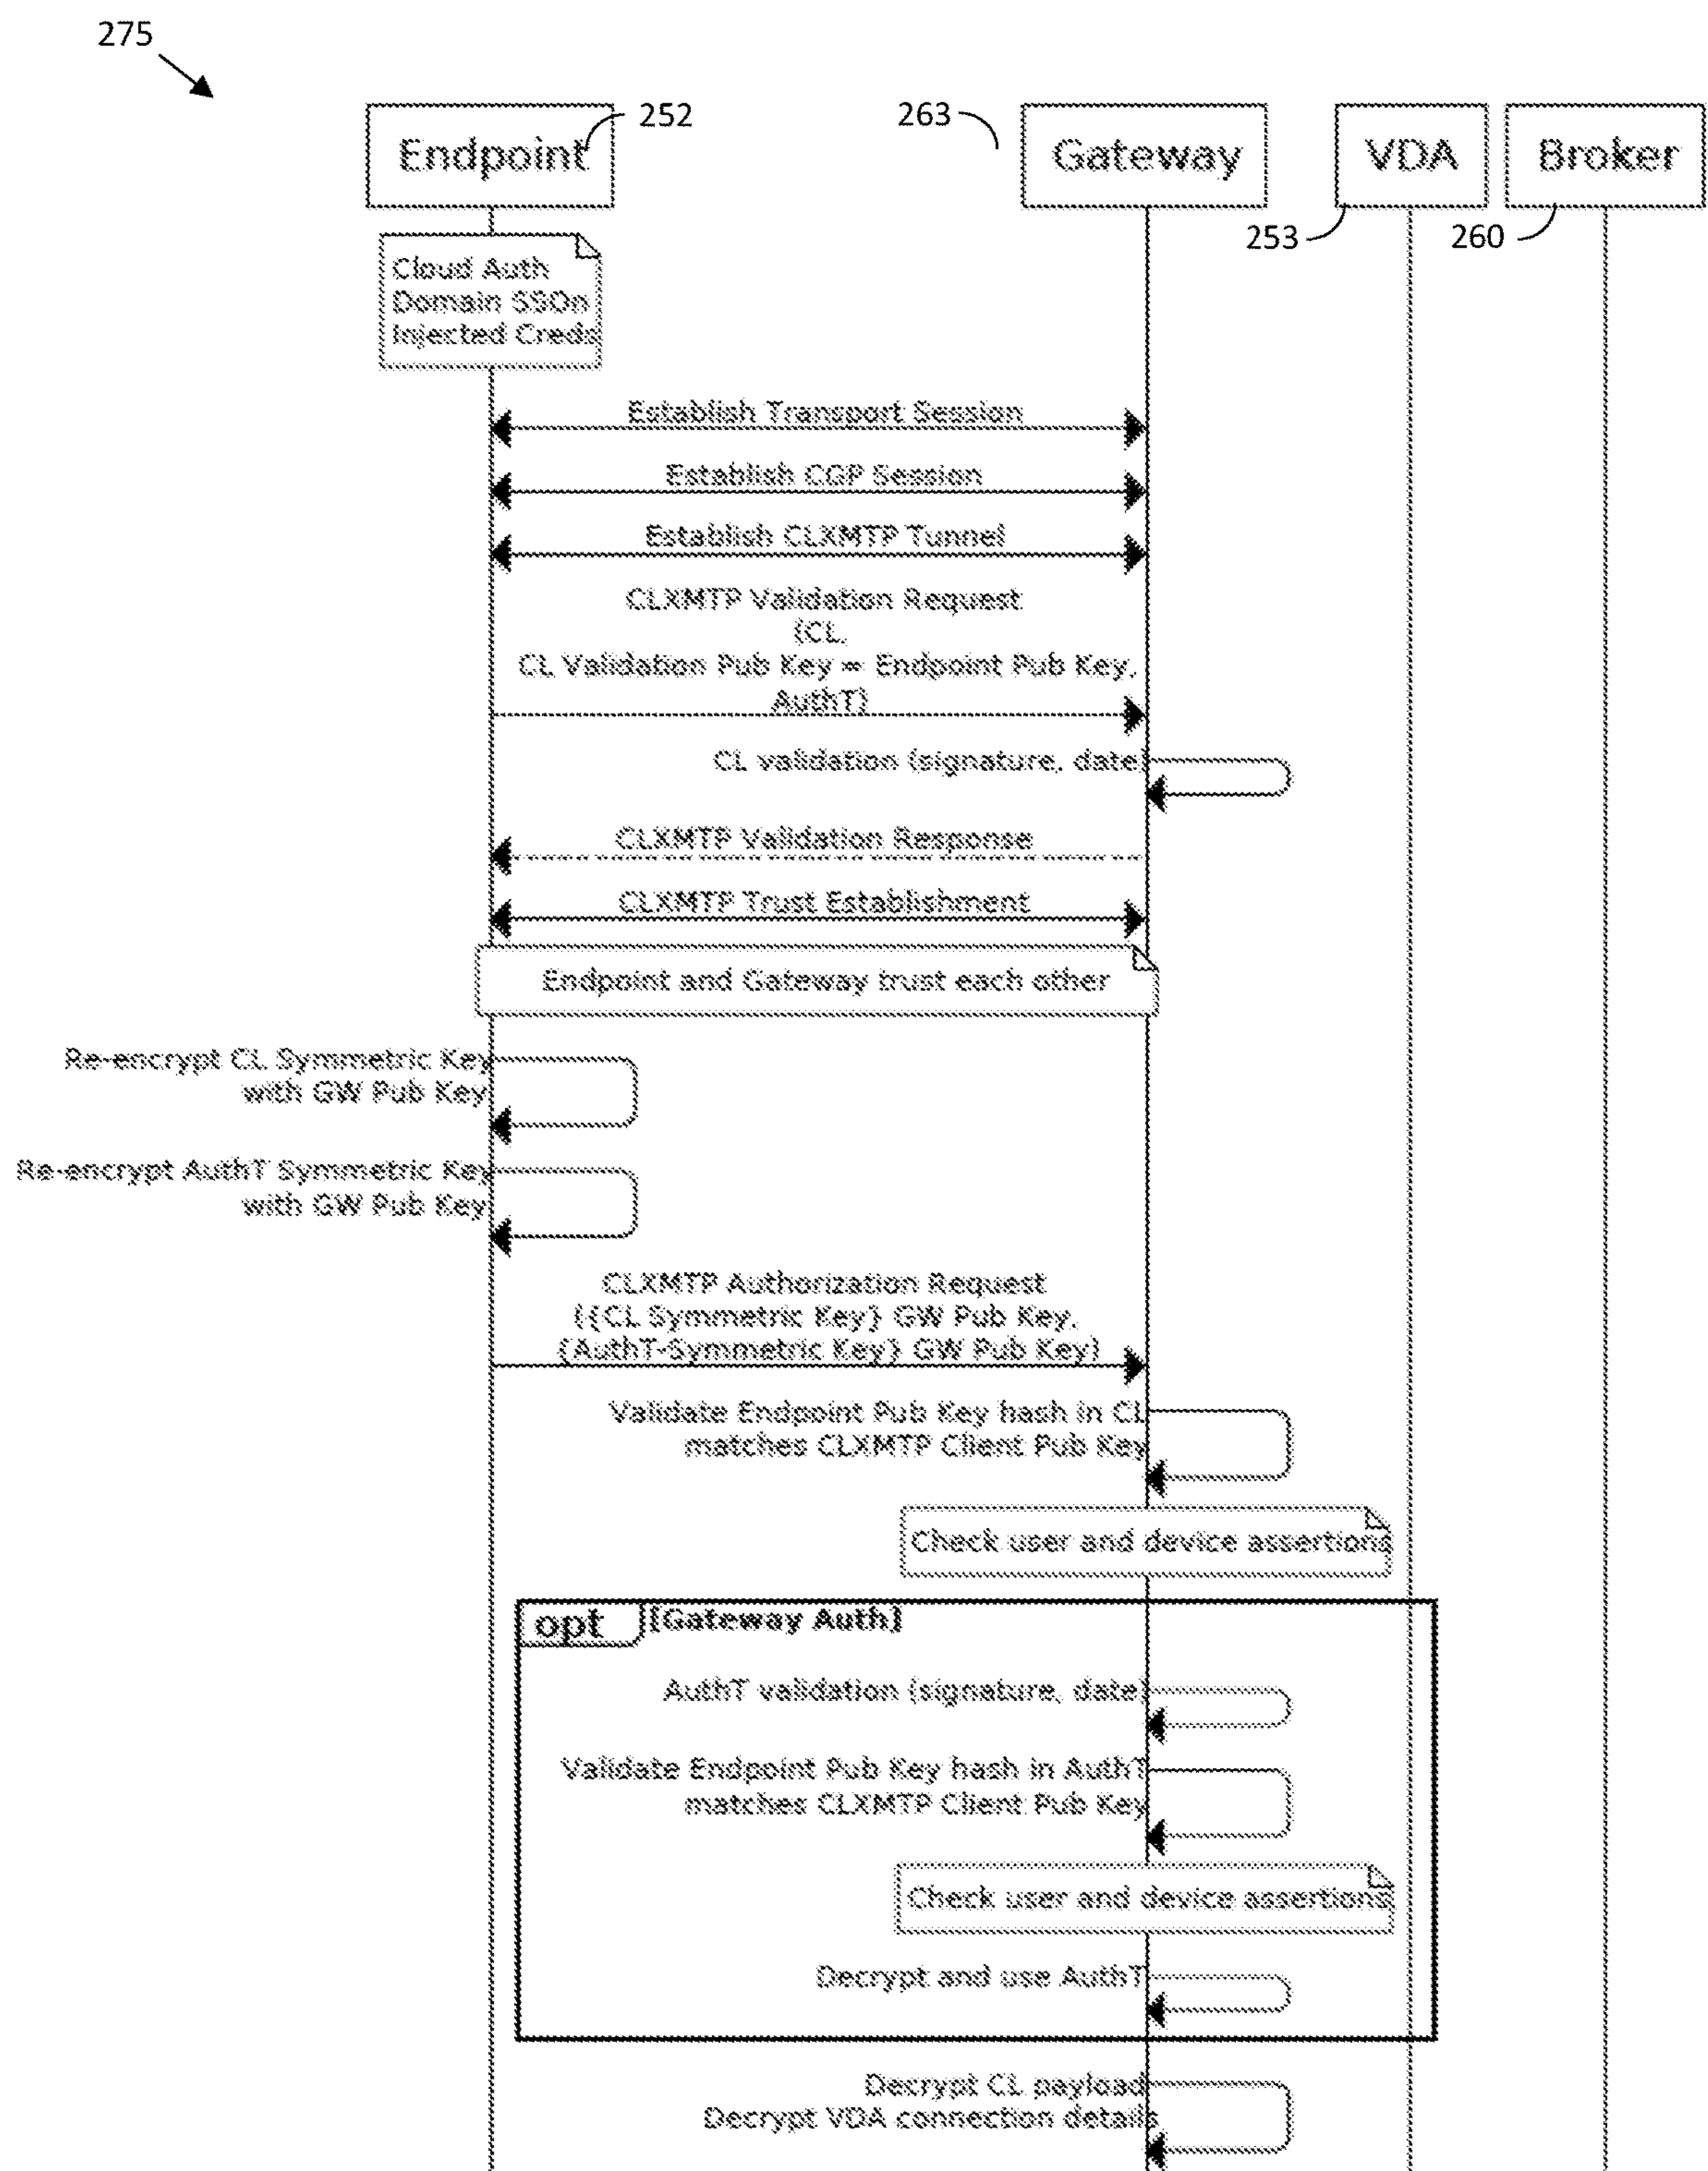 275
Endpoint
252
263
Gateway
VDA
Broker
253
260
Cloud Auth
Domain SSOn
Injected Creds
Establish Transport Session
Establish CGP Session
Establish CLXMTP Tunnel
CLXMTP Validation Request
(CL,
CL Validation Pub Key = Endpoint Pub Key,
AuthT)
CL validation (signature, date)
CLXMTP Validation Response
CLXMTP Trust Establishment
Endpoint and Gateway trust each other
Re-encrypt CL Symmetric Key
with GW Pub Key
Re-encrypt AuthT Symmetric Key
with GW Pub Key
CLXMTP Authorization Request
({CL Symmetric Key} GW Pub Key,
{AuthT-Symmetric Key} GW Pub Key)
Validate Endpoint Pub Key hash in CL
matches CLXMTP Client Pub Key
Check user and device assertions
opt [Gateway Auth]
AuthT validation (signature, date)
Validate Endpoint Pub Key hash in AuthT
matches CLXMTP Client Pub Key
Check user and device assertions
Decrypt and use AuthT
Decrypt CL payload
Decrypt VDA connection details